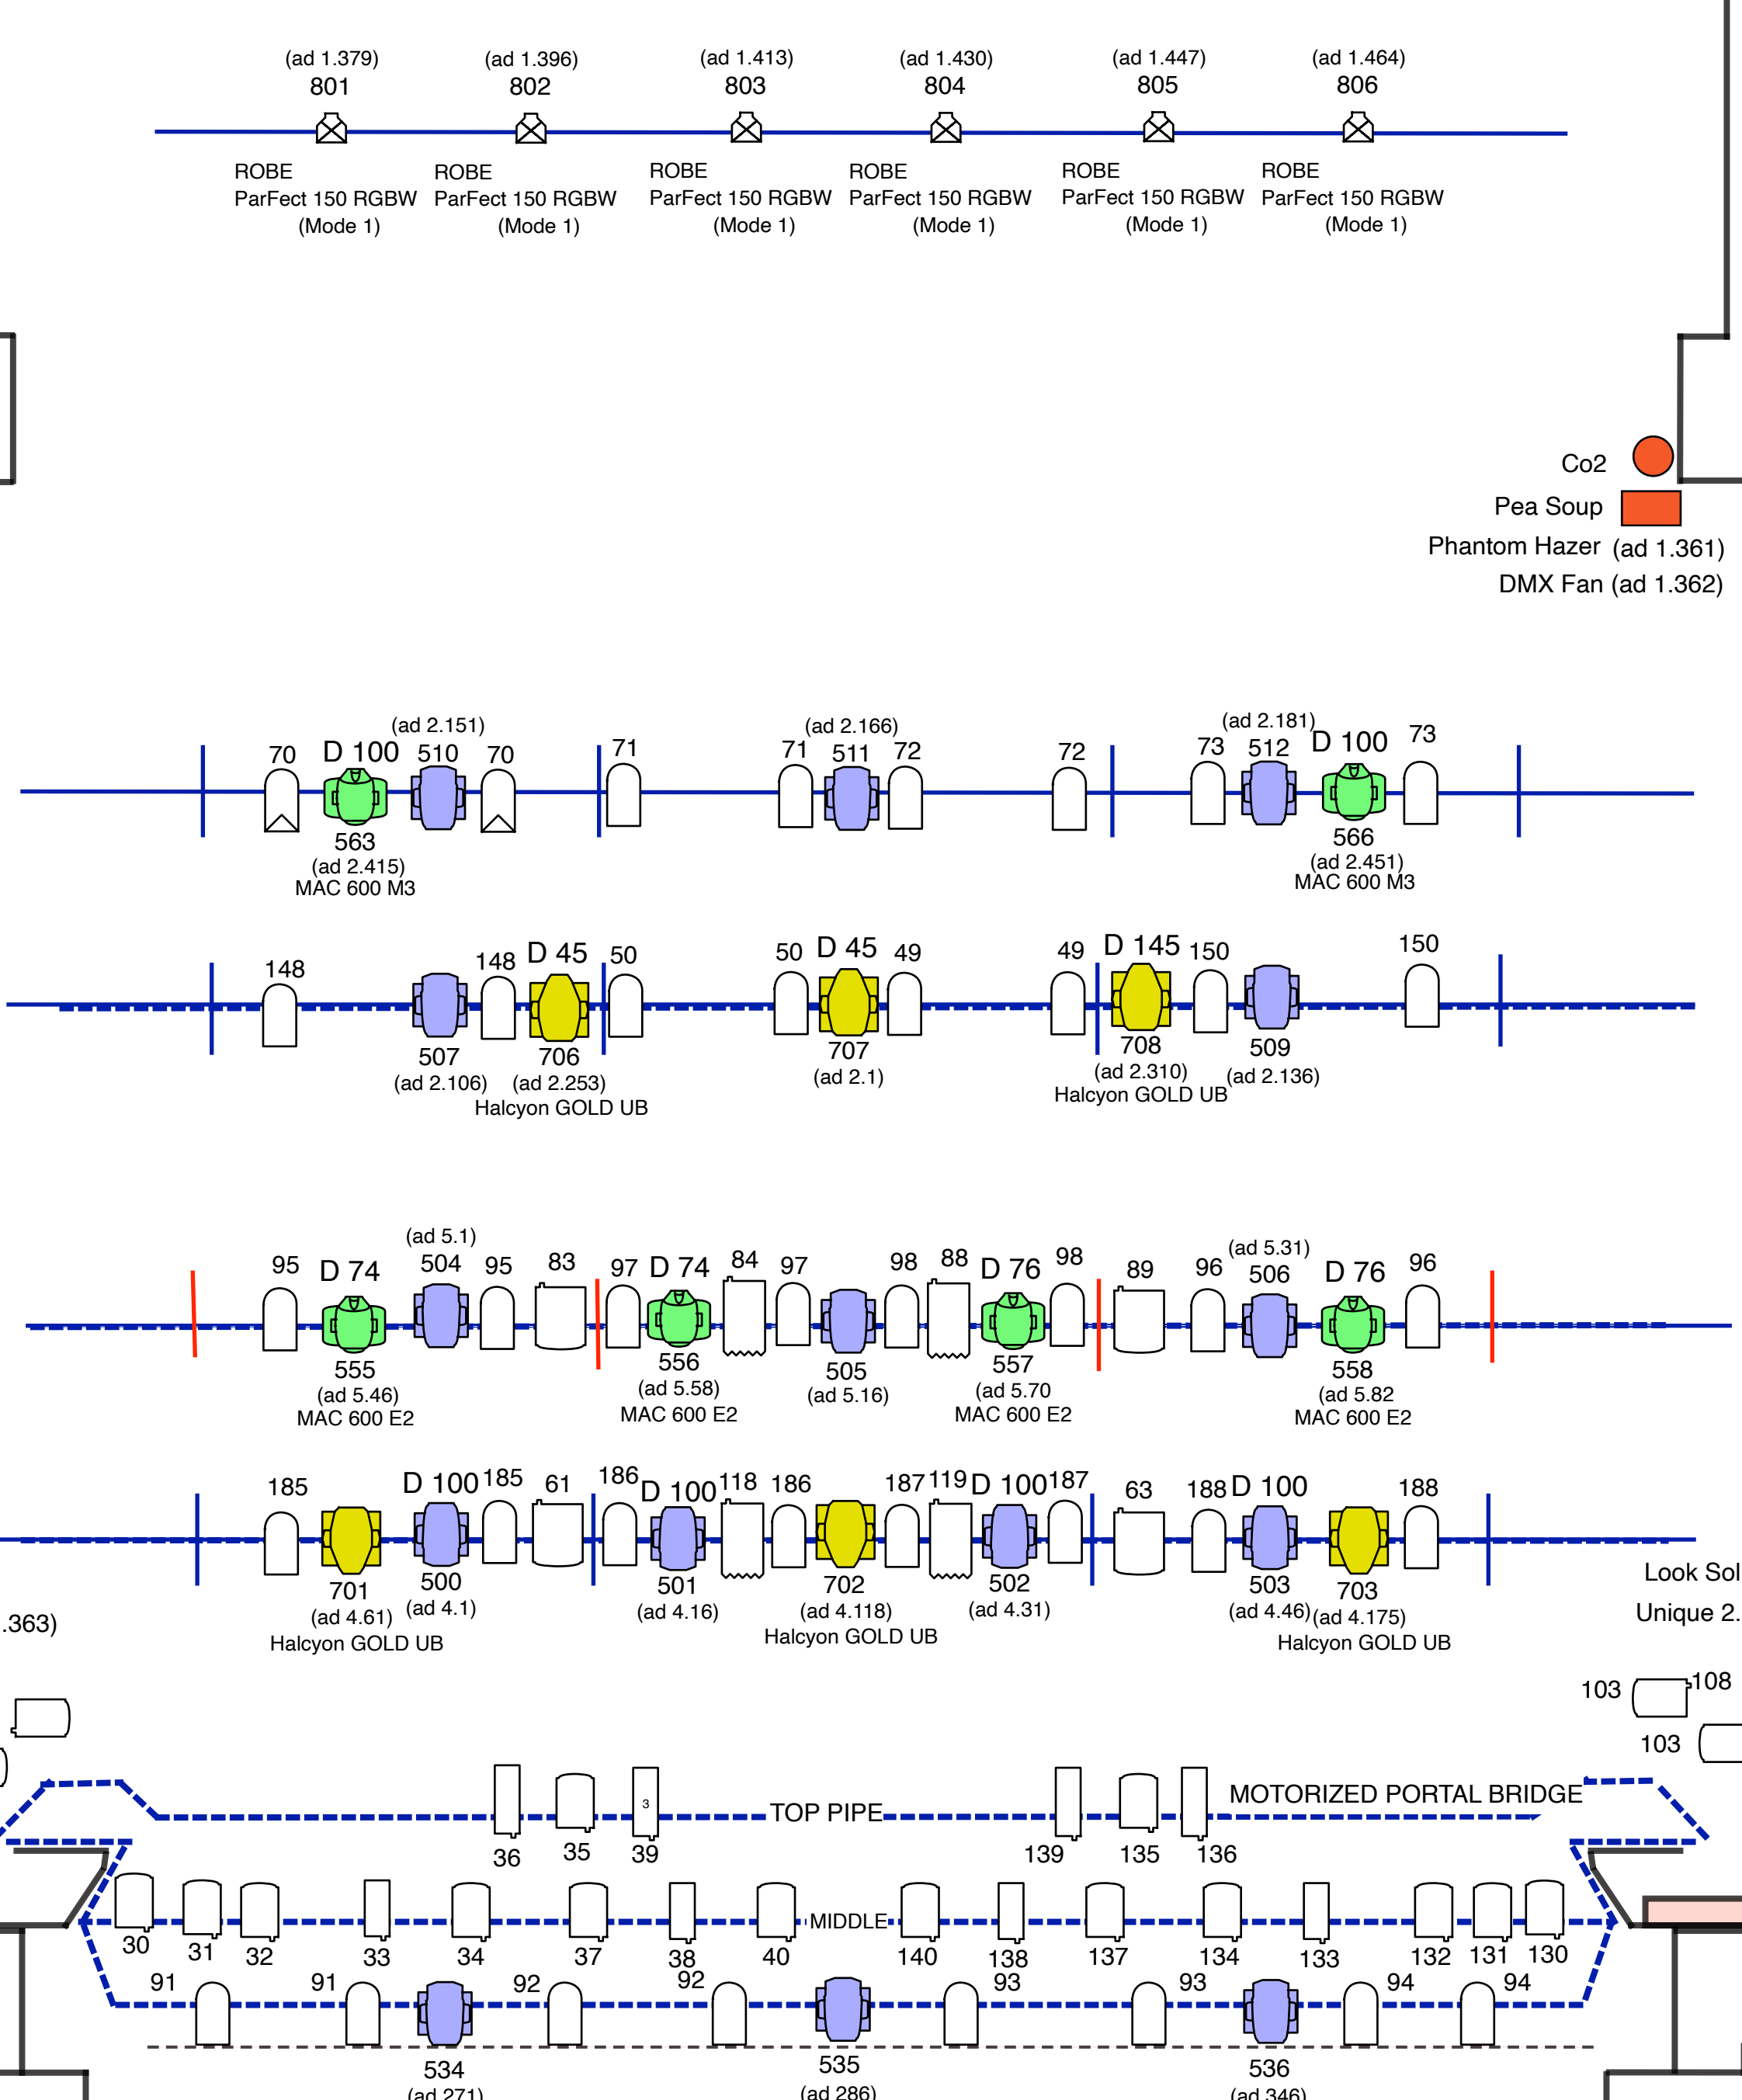 (ad 1.379) (ad 1.396) (ad 1.413) (ad 1.430) (ad 1.447) (ad 1.464)
801 802 803 804 805 806
ROBE ROBE ROBE ROBE ROBE ROBE
ParFect 150 RGBW ParFect 150 RGBW ParFect 150 RGBW ParFect 150 RGBW ParFect 150 RGBW ParFect 150 RGBW
(Mode 1) (Mode 1) (Mode 1) (Mode 1) (Mode 1) (Mode 1)
Co2
Pea Soup
Phantom Hazer (ad 1.361)
DMX Fan (ad 1.362)
(ad 2.151) (ad 2.166) (ad 2.181)
70 D 100 510 70 71 71 511 72 72 73 512 D 100 73
563 566
(ad 2.415) (ad 2.451)
MAC 600 M3 MAC 600 M3
148 148 D 45 50 50 D 45 49 49 D 145 150 150
507 706 707 708 509
(ad 2.106) (ad 2.253) (ad 2.1) (ad 2.310) (ad 2.136)
Halcyon GOLD UB Halcyon GOLD UB
(ad 5.1) (ad 5.31)
95 D 74 504 95 83 97 D 74 84 97 98 88 D 76 98 89 96 506 D 76 96
555 556 505 557 558
(ad 5.46) (ad 5.58) (ad 5.16) (ad 5.70 (ad 5.82
MAC 600 E2 MAC 600 E2 MAC 600 E2 MAC 600 E2
185 D 100 185 61 186 D 100 118 186 187 119 D 100 187 63 188 D 100 188
701 500 501 702 502 503 703
(ad 4.61) (ad 4.1) (ad 4.16) (ad 4.118) (ad 4.31) (ad 4.46) (ad 4.175)
Halcyon GOLD UB Halcyon GOLD UB Halcyon GOLD UB
Look Sol
.363) Unique 2.
103 108
103
3
TOP PIPE MOTORIZED PORTAL BRIDGE
36 35 39 139 135 136
MIDDLE
30 31 32 33 34 37 38 40 140 138 137 134 133 132 131 130
91 91 92 92 93 93 94 94
534 535 536
(ad 271) (ad 286) (ad 346)